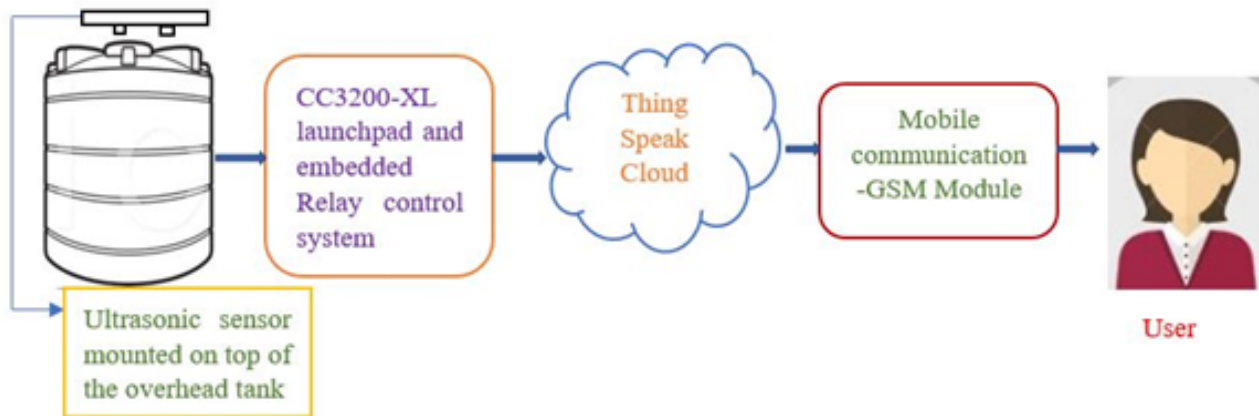 CC3200-XL
launchpad and
embedded
Relay control
system
Thing
Speak
Cloud
Mobile
communication
-GSM Module
Ultrasonic sensor
mounted on top of
the overhead tank
User